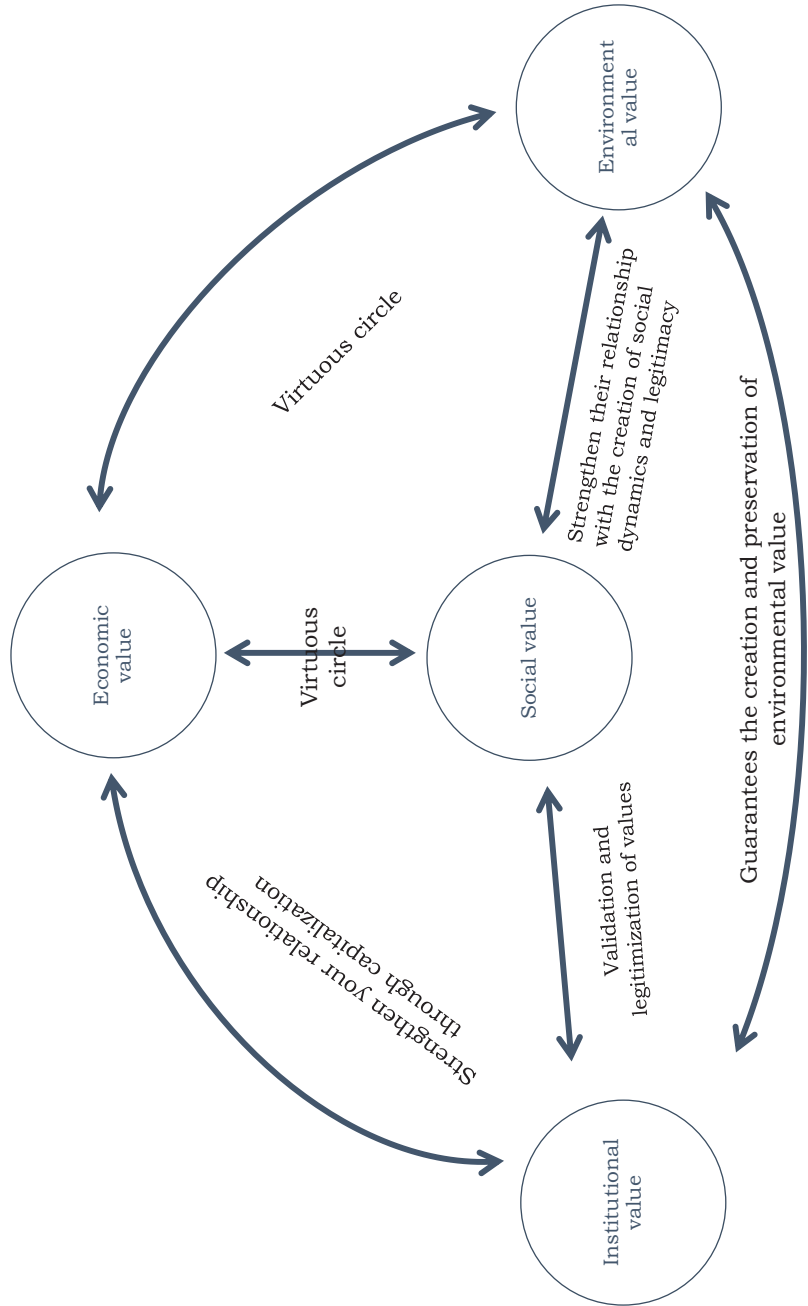 Economic
value
Strengthen your relationship
through capitalization
Virtuous
circle
Virtuous circle
Institutional
value
Validation and
legitimization of values
Social value
Strengthen their relationship
with the creation of social
dynamics and legitimacy
Environment
al value
Guarantees the creation and preservation of
environmental value